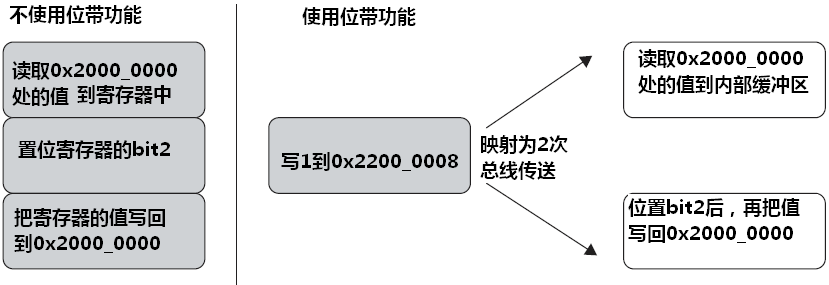 不使用位带功能
读取0x2000_0000
处的值 到寄存器中
置位寄存器的bit2
把寄存器的值写回
到0x2000_0000
使用位带功能
写1到0x2200_0008
映射为2次
总线传送
读取0x2000_0000
处的值到内部缓冲区
位置bit2后，再把值
写回0x2000_0000